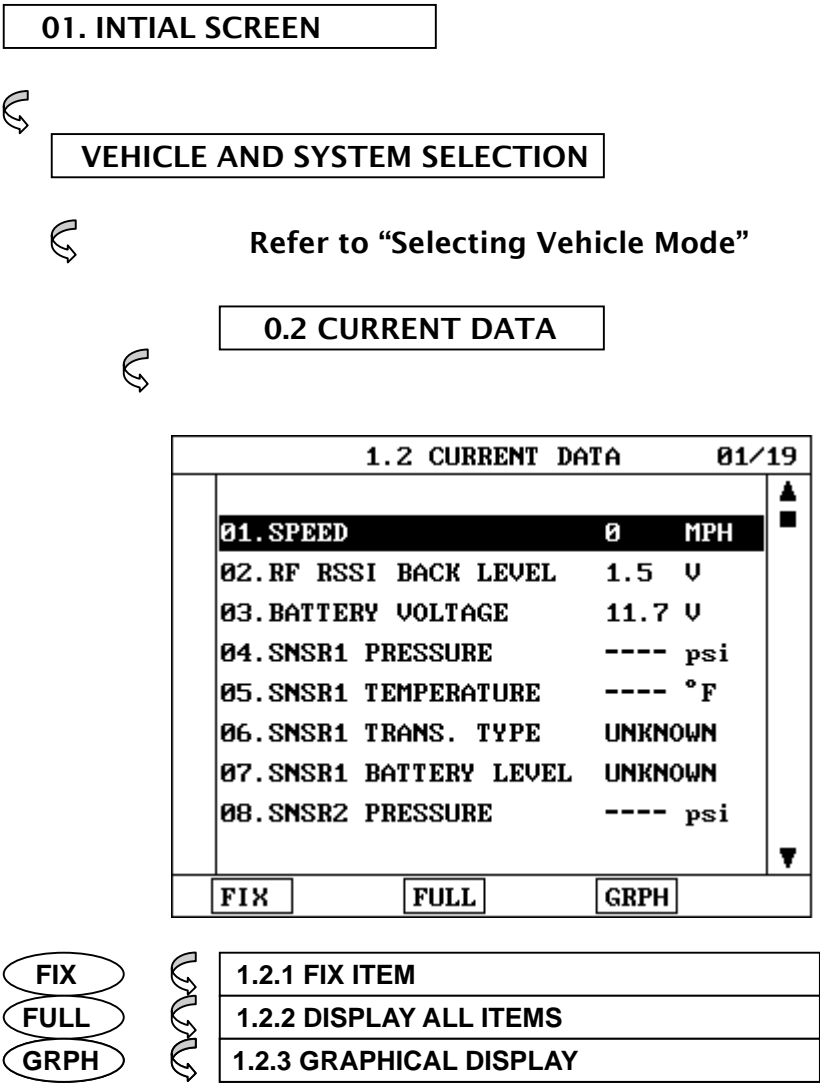 01. INTIAL SCREEN
VEHICLE AND SYSTEM SELECTION
Refer to “Selecting Vehicle Mode”
0.2 CURRENT DATA
1.2 CURRENT DATA 01/19
01.SPEED 0 MPH
02.RF RSSI BACK LEVEL 1.5 V
03.BATTERY VOLTAGE 11.7 V
04.SNSR1 PRESSURE ---- psi
05.SNSR1 TEMPERATURE ---- °F
06.SNSR1 TRANS. TYPE UNKNOWN
07.SNSR1 BATTERY LEVEL UNKNOWN
08.SNSR2 PRESSURE ---- psi
FIX FULL GRPH
FIX 1.2.1 FIX ITEM
FULL 1.2.2 DISPLAY ALL ITEMS
GRPH 1.2.3 GRAPHICAL DISPLAY